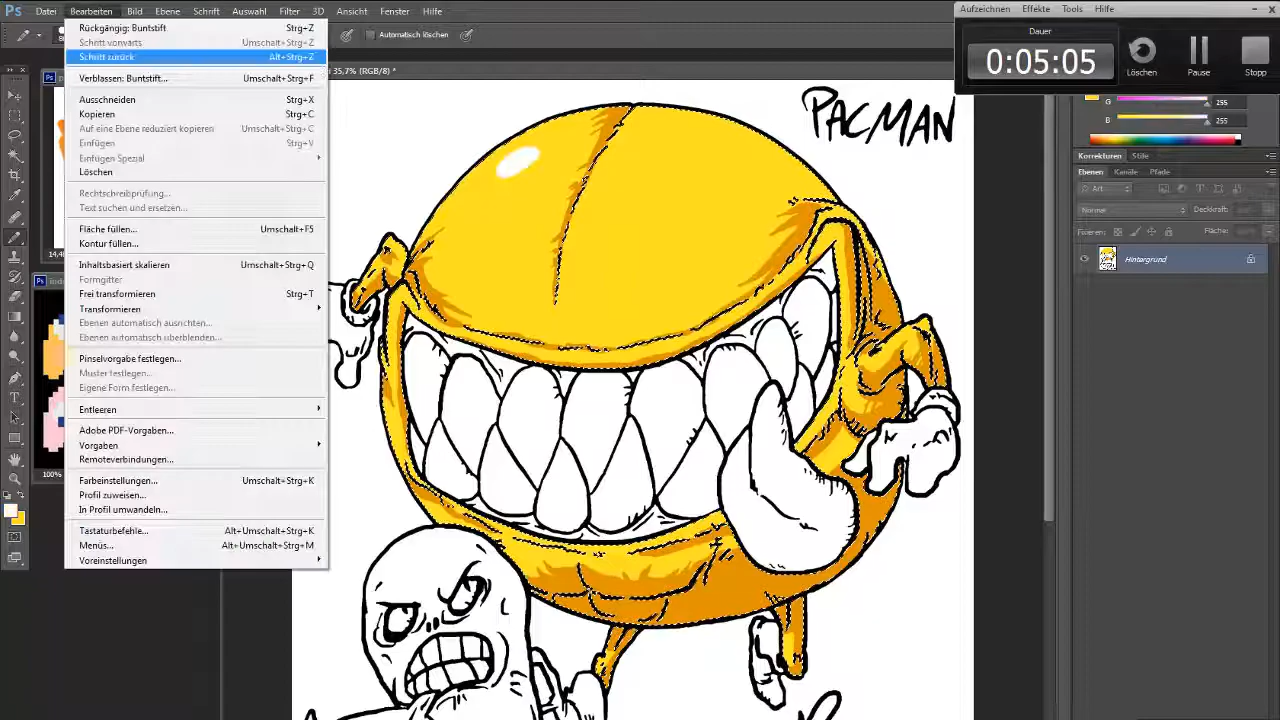 Ps Datei Bearbeiten Bild Ebene Schrift Auswahl Filter 3D Ansicht Fenster Hilfe
Aufzeichnen Effekte Tools Hilfe
Dauer
0:05:05
Löschen Pause Stopp
Automatisch löschen
35,7% (RGB/8) *
Rückgängig: Buntstift Strg+Z
Schritt vorwärts Umschalt+Strg+Z
Schritt zurück Alt+Strg+Z
Verblassen: Buntstift... Umschalt+Strg+F
Ausschneiden Strg+X
Kopieren Strg+C
Auf eine Ebene reduziert kopieren Umschalt+Strg+C
Einfügen Strg+V
Einfügen Spezial
Löschen
Rechtschreibprüfung...
Text suchen und ersetzen...
Fläche füllen... Umschalt+F5
Kontur füllen...
Inhaltsbasiert skalieren Alt+Umschalt+Strg+C
Formgitter
Frei transformieren Strg+T
Transformieren
Ebenen automatisch ausrichten...
Ebenen automatisch überblenden...
Pinselvorgabe festlegen...
Muster festlegen...
Eigene Form festlegen...
Entleeren
Adobe PDF-Vorgaben...
Vorgaben
Remoteverbindungen...
Farbeinstellungen... Umschalt+Strg+K
Profil zuweisen...
In Profil umwandeln...
Tastaturbefehle... Alt+Umschalt+Strg+K
Menüs... Alt+Umschalt+Strg+M
Voreinstellungen
PACMAN
G 255
B 255
Korrekturen Stile
Ebenen Kanäle Pfade
Art
Normal Deckkraft:
Fixieren: Fläche:
Hintergrund
100%